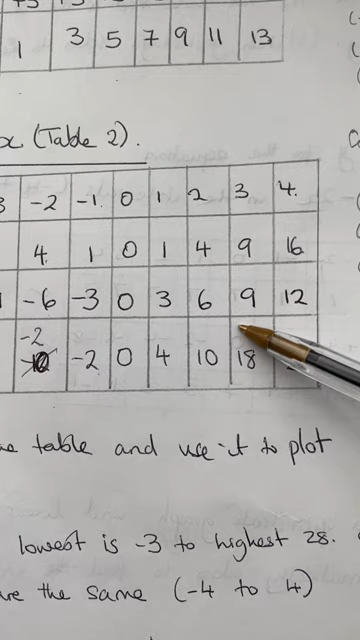 1 3 5 7 9 11 13
x (Table 2).
3 -2 -1 0 1 2 3 4.
4 1 0 1 4 9 16
-6 -3 0 3 6 9 12
-2
-2 0 4 10 18
table and use it to plot
lowest is -3 to highest 28.
are the same (-4 to 4)